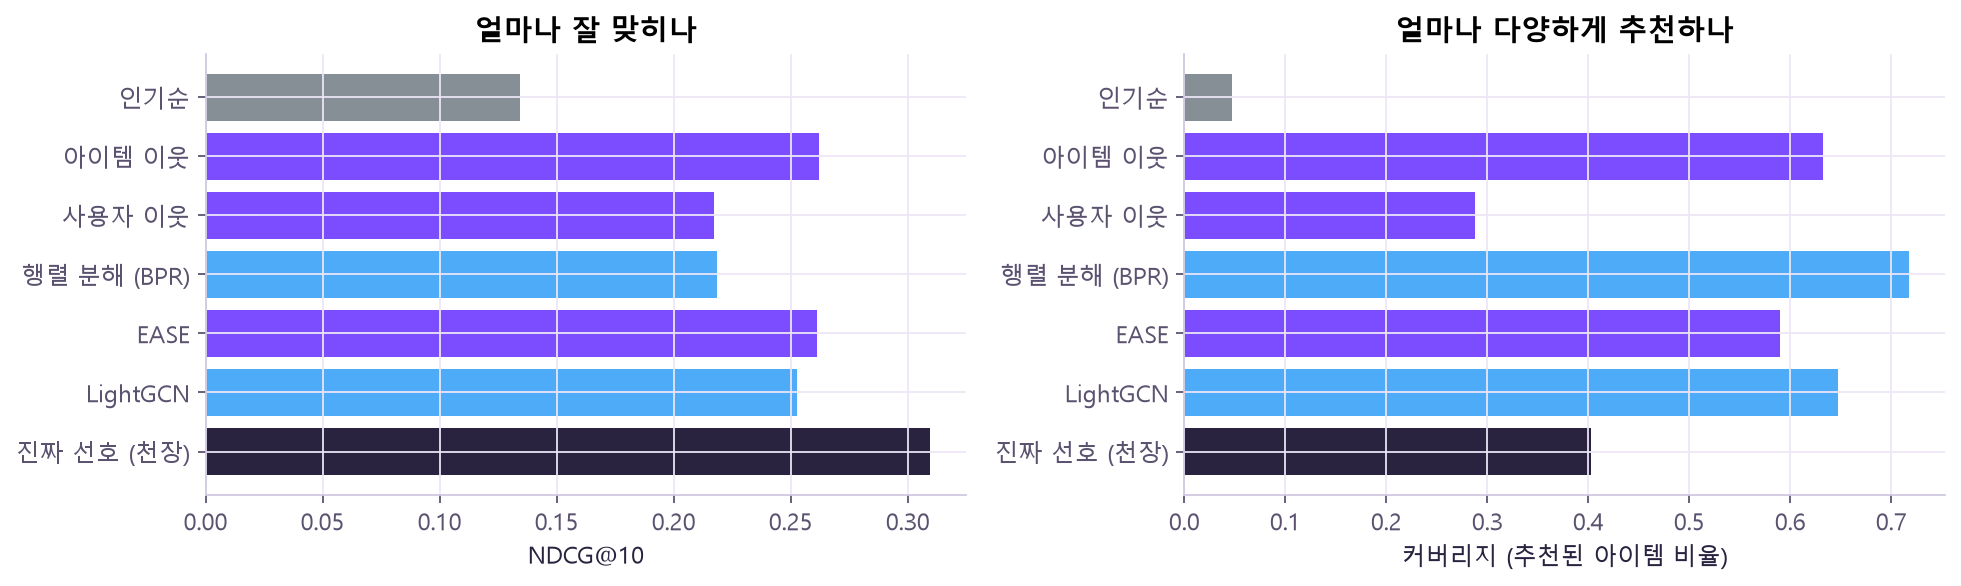 얼마나 잘 맞히나
인기순
아이템 이웃
사용자 이웃
행렬 분해 (BPR)
EASE
LightGCN
진짜 선호 (천장)
0.00 0.05 0.10 0.15 0.20 0.25 0.30
NDCG@10
얼마나 다양하게 추천하나
인기순
아이템 이웃
사용자 이웃
행렬 분해 (BPR)
EASE
LightGCN
진짜 선호 (천장)
0.0 0.1 0.2 0.3 0.4 0.5 0.6 0.7
커버리지 (추천된 아이템 비율)